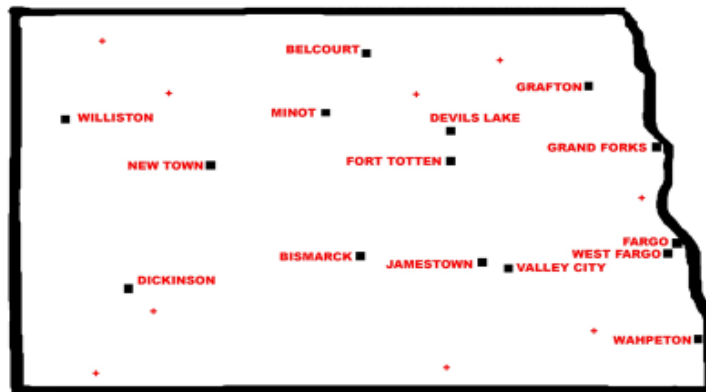 BELCOURT
GRAFTON
MINOT
WILLISTON
DEVILS LAKE
GRAND FORKS
FORT TOTTEN
NEW TOWN
FARGO
WEST FARGO
BISMARCK
JAMESTOWN
VALLEY CITY
DICKINSON
WAHPETON